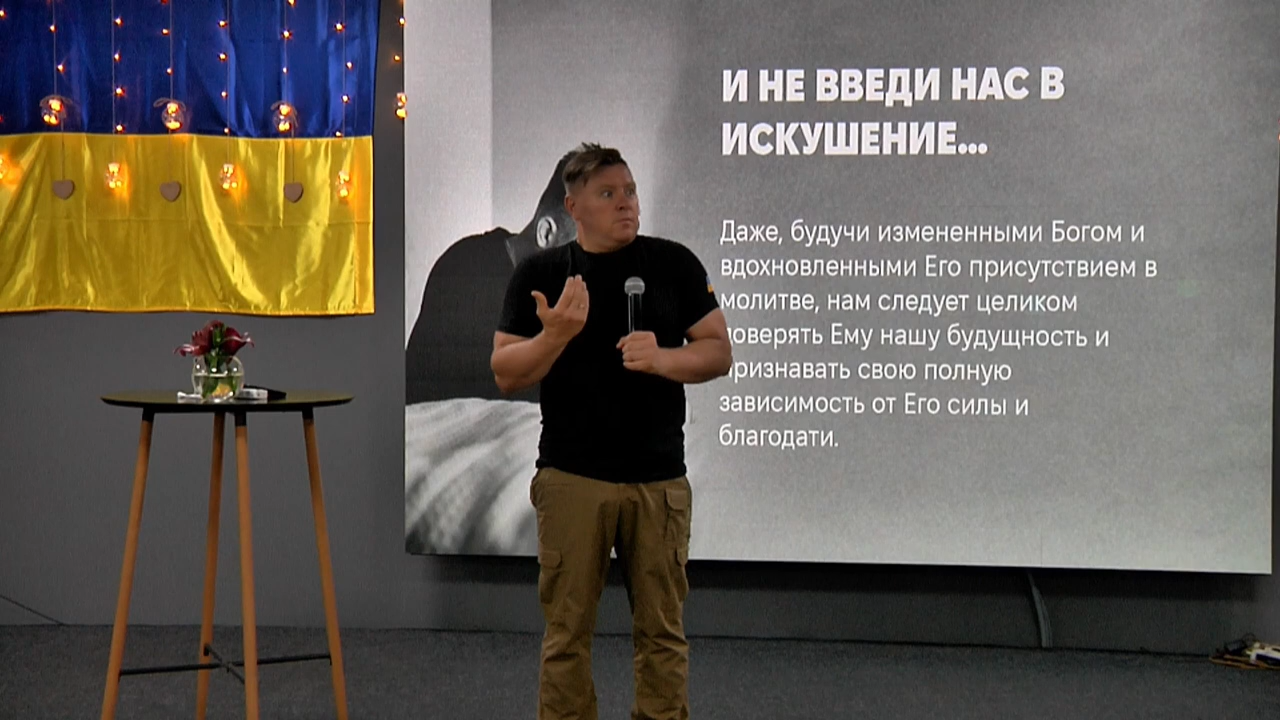 И НЕ ВВЕДИ НАС В
ИСКУШЕНИЕ...
Даже, будучи измененными Богом и
вдохновленными Его присутствием в
молитве, нам следует целиком
доверять Ему нашу будущность и
признавать свою полную
зависимость от Его силы и
благодати.